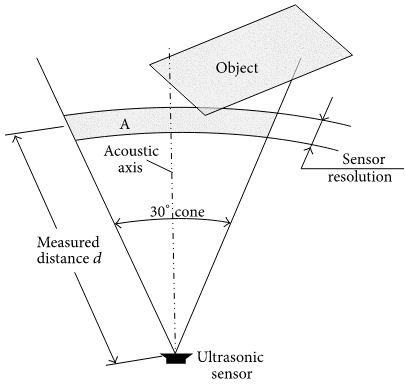 Object
A
Acoustic
axis
Sensor
resolution
30° cone
Measured
distance d
Ultrasonic
sensor